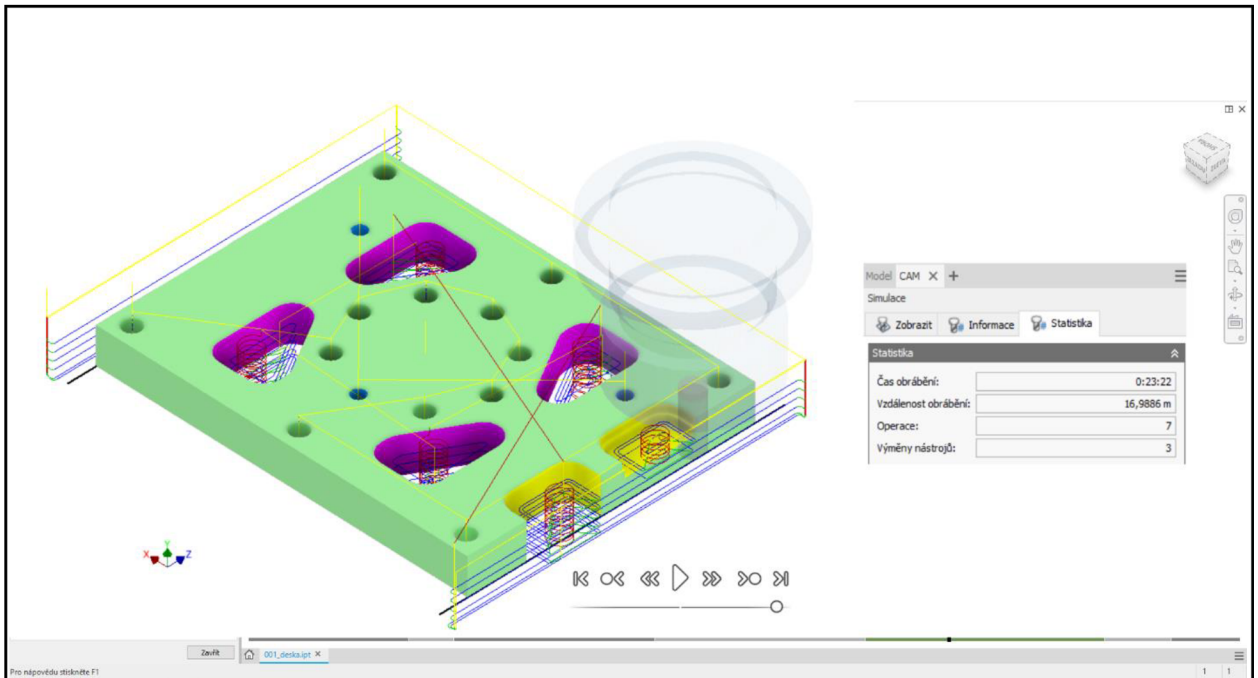 FRONT
Model CAM × +
Simulace
Zobrazit Informace Statistika
Statistika
Čas obrábění: 0:23:22
Vzdálenost obrábění: 16,9886 m
Operace: 7
Výměny nástrojů: 3
X Y Z
Zavřít 001_deska.ipt ×
Pro nápovědu stiskněte F1 1 1